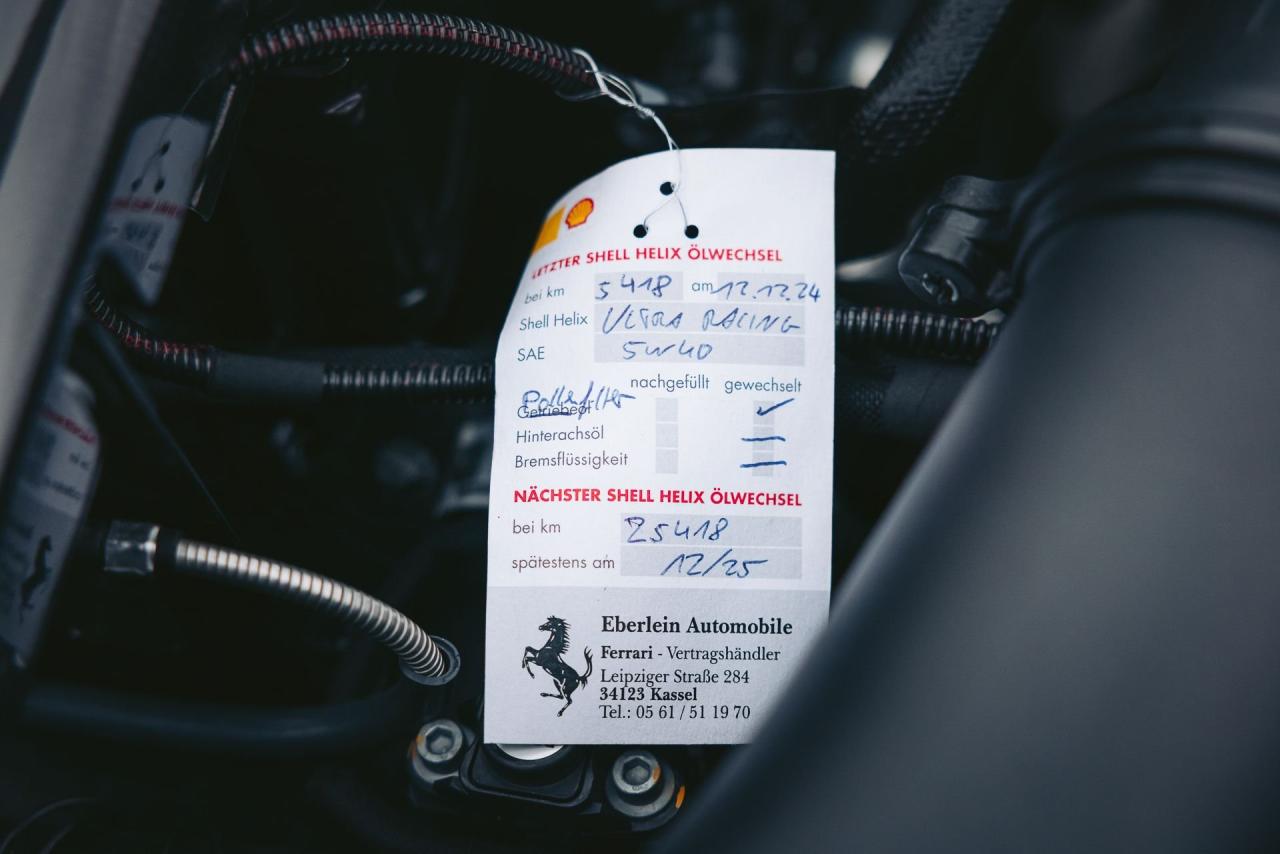 LETZTER SHELL HELIX ÖLWECHSEL
bei km 5418 am 12.12.24
Shell Helix ULTRA RACING
SAE 5W40
nachgefüllt gewechselt
Pollenfilter
Getriebeöl ✓
Hinterachsöl —
Bremsflüssigkeit —
NÄCHSTER SHELL HELIX ÖLWECHSEL
bei km 25418
spätestens am 12/25
Eberlein Automobile
Ferrari - Vertragshändler
Leipziger Straße 284
34123 Kassel
Tel.: 05 61 / 51 19 70